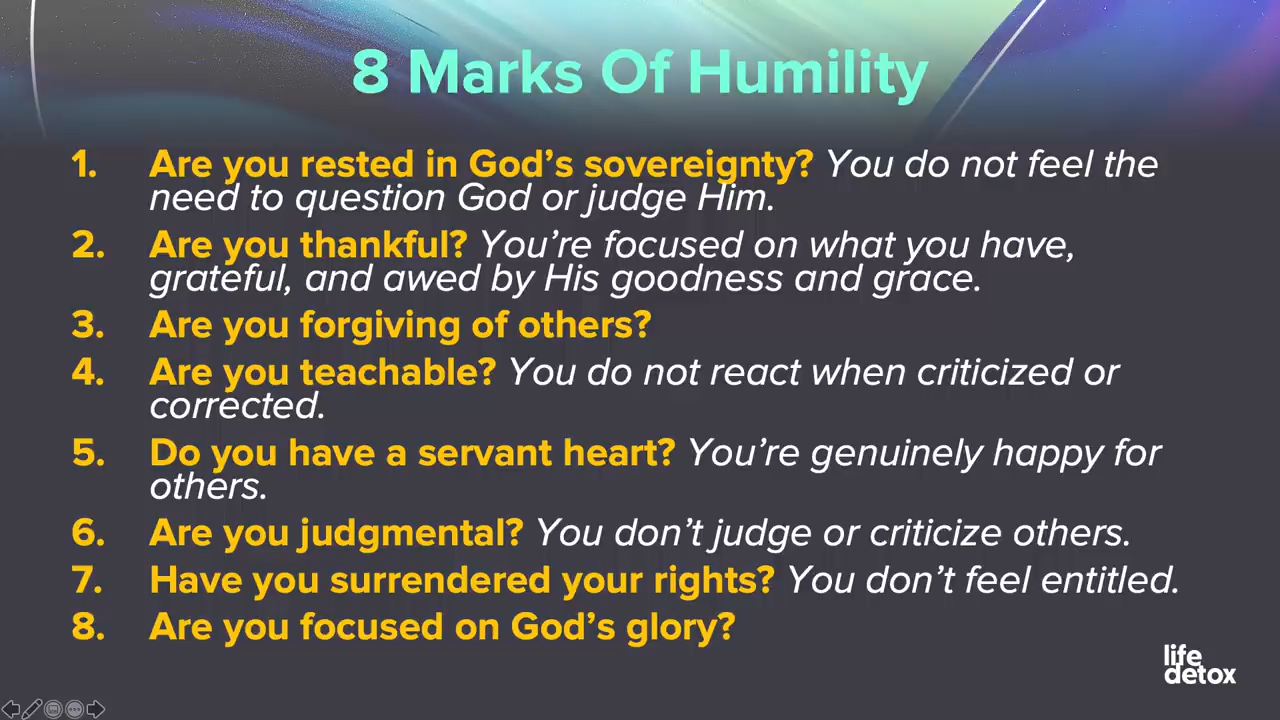 8 Marks Of Humility
1. Are you rested in God’s sovereignty? You do not feel the
need to question God or judge Him.
2. Are you thankful? You’re focused on what you have,
grateful, and awed by His goodness and grace.
3. Are you forgiving of others?
4. Are you teachable? You do not react when criticized or
corrected.
5. Do you have a servant heart? You’re genuinely happy for
others.
6. Are you judgmental? You don’t judge or criticize others.
7. Have you surrendered your rights? You don’t feel entitled.
8. Are you focused on God’s glory?
life
detox